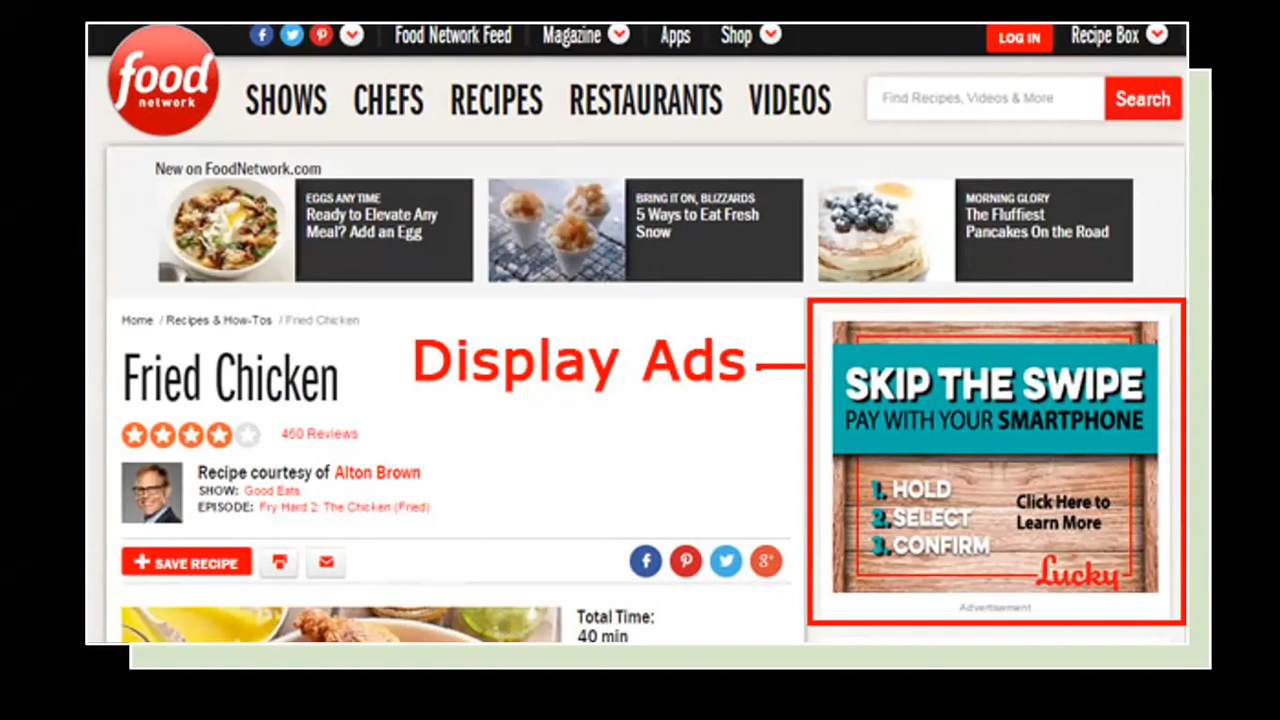 Food Network Feed
Magazine
Apps
Shop
LOG IN
Recipe Box
food
network
SHOWS
CHEFS
RECIPES
RESTAURANTS
VIDEOS
Find Recipes, Videos & More
Search
New on FoodNetwork.com
EGGS ANY TIME
Ready to Elevate Any
Meal? Add an Egg
BRING IT ON, BLIZZARDS
5 Ways to Eat Fresh
Snow
MORNING GLORY
The Fluffiest
Pancakes On the Road
Home / Recipes & How-Tos / Fried Chicken
Display Ads
Fried Chicken
460 Reviews
Recipe courtesy of Alton Brown
SHOW: Good Eats
EPISODE: Fry Hard 2: The Chicken (Fried)
+ SAVE RECIPE
f
8+
Total Time:
40 min
SKIP THE SWIPE
PAY WITH YOUR SMARTPHONE
1. HOLD
2. SELECT
3. CONFIRM
Click Here to
Learn More
Lucky
Advertisement